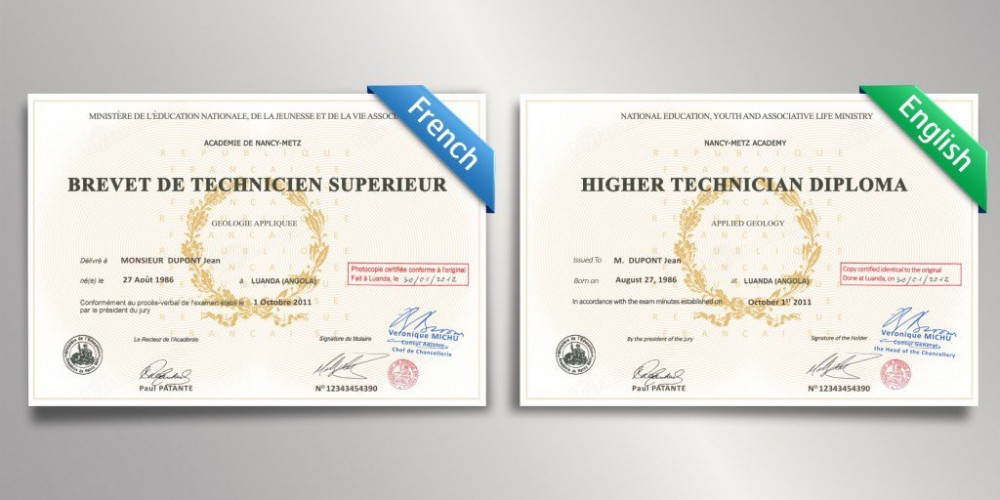 French
MINISTÈRE DE L'ÉDUCATION NATIONALE, DE LA JEUNESSE ET DE LA VIE ASSOC
ACADEMIE DE NANCY-METZ
BREVET DE TECHNICIEN SUPERIEUR
GEOLOGIE APPLIQUEE
Délivré à MONSIEUR DUPONT Jean
né(e) le 27 Août 1986 à LUANDA (ANGOLA)
Photocopie certifiée conforme à l'original
Fait à Luanda, le 30/01/2012
Conformément au procès-verbal de l'examen établi le 1 Octobre 2011
par le président du jury
Le Recteur de l'Académie
Signature du titulaire
Veronique MICHU
Consul Adjoint
Chef de Chancellerie
Paul PATANTE
N° 12343454390
English
NATIONAL EDUCATION, YOUTH AND ASSOCIATIVE LIFE MINISTRY
NANCY-METZ ACADEMY
HIGHER TECHNICIAN DIPLOMA
APPLIED GEOLOGY
Issued To M. DUPONT Jean
Born on August 27, 1986 at LUANDA (ANGOLA)
Copy certified identical to the original
Done at Luanda, on 30/01/2012
In accordance with the exam minutes established on October 1st 2011
By the president of the jury
Signature of the Holder
Veronique MICHU
Consul General
the Head of the Chancellery
Paul PATANTE
N° 12343454390